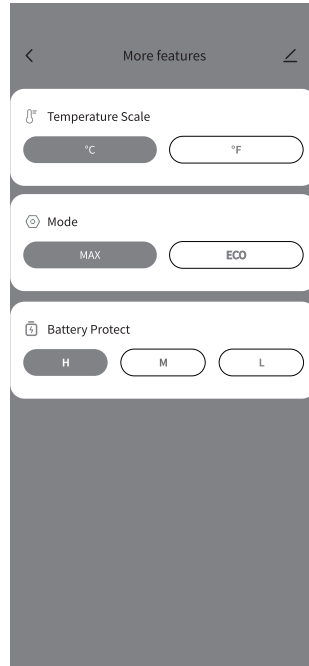 More features
Temperature Scale
°C °F
Mode
MAX ECO
Battery Protect
H M L